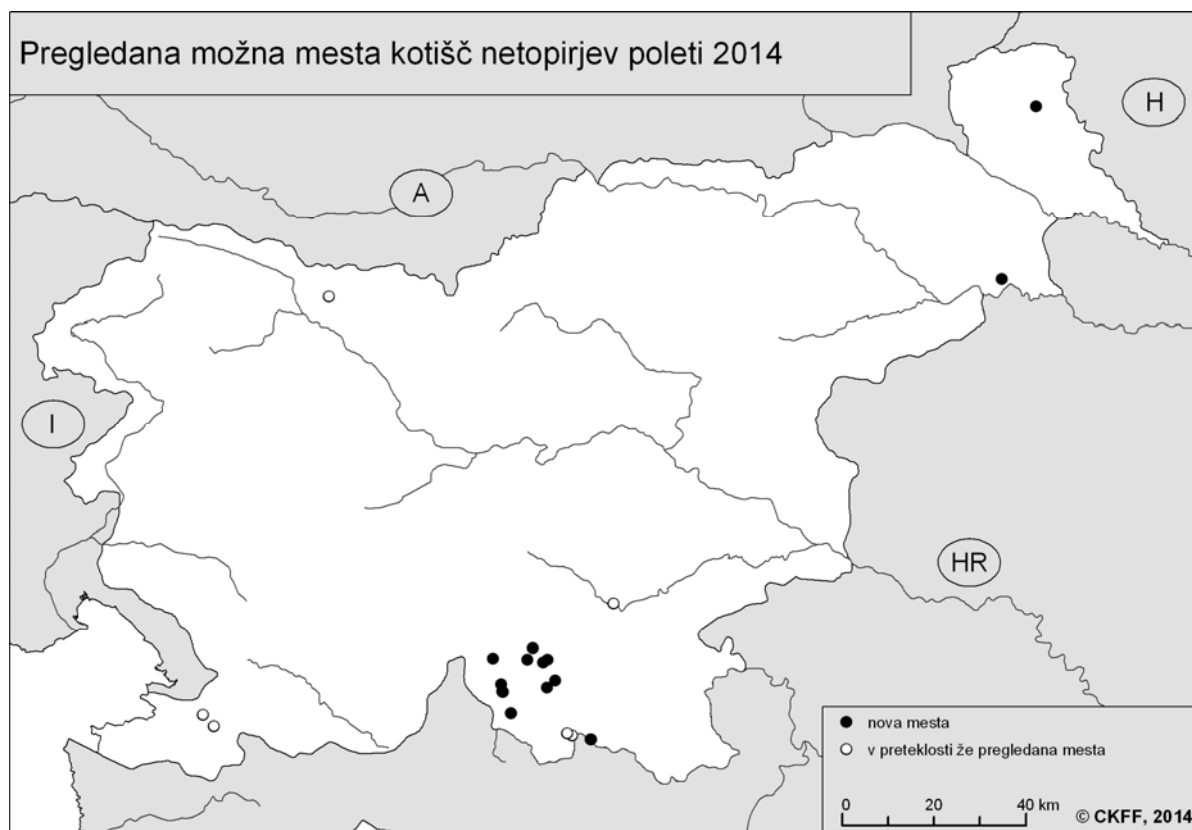 Pregledana možna mesta kotišč netopirjev poleti 2014
H
A
I
HR
nova mesta
v preteklosti že pregledana mesta
0 20 40 km
© CKFF, 2014